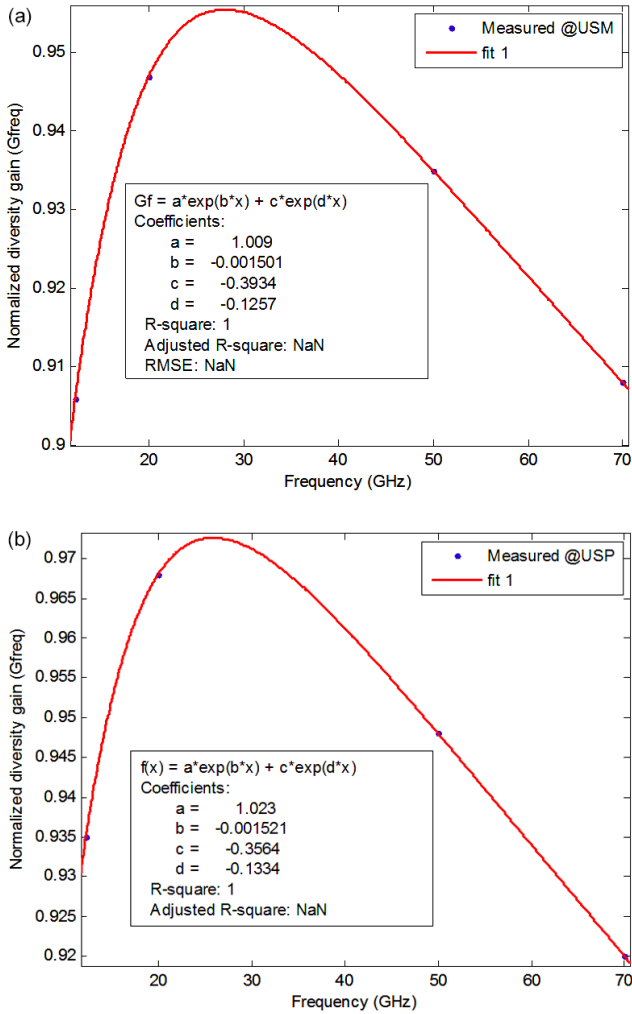 (a)
Normalized diversity gain (Gfreq)
0.95
0.94
0.93
0.92
0.91
0.9
Measured @USM
fit 1
Gf = a*exp(b*x) + c*exp(d*x)
Coefficients:
a = 1.009
b = -0.001501
c = -0.3934
d = -0.1257
R-square: 1
Adjusted R-square: NaN
RMSE: NaN
20 30 40 50 60 70
Frequency (GHz)
(b)
Normalized diversity gain (Gfreq)
0.97
0.965
0.96
0.955
0.95
0.945
0.94
0.935
0.93
0.925
0.92
Measured @USP
fit 1
f(x) = a*exp(b*x) + c*exp(d*x)
Coefficients:
a = 1.023
b = -0.001521
c = -0.3564
d = -0.1334
R-square: 1
Adjusted R-square: NaN
20 30 40 50 60 70
Frequency (GHz)